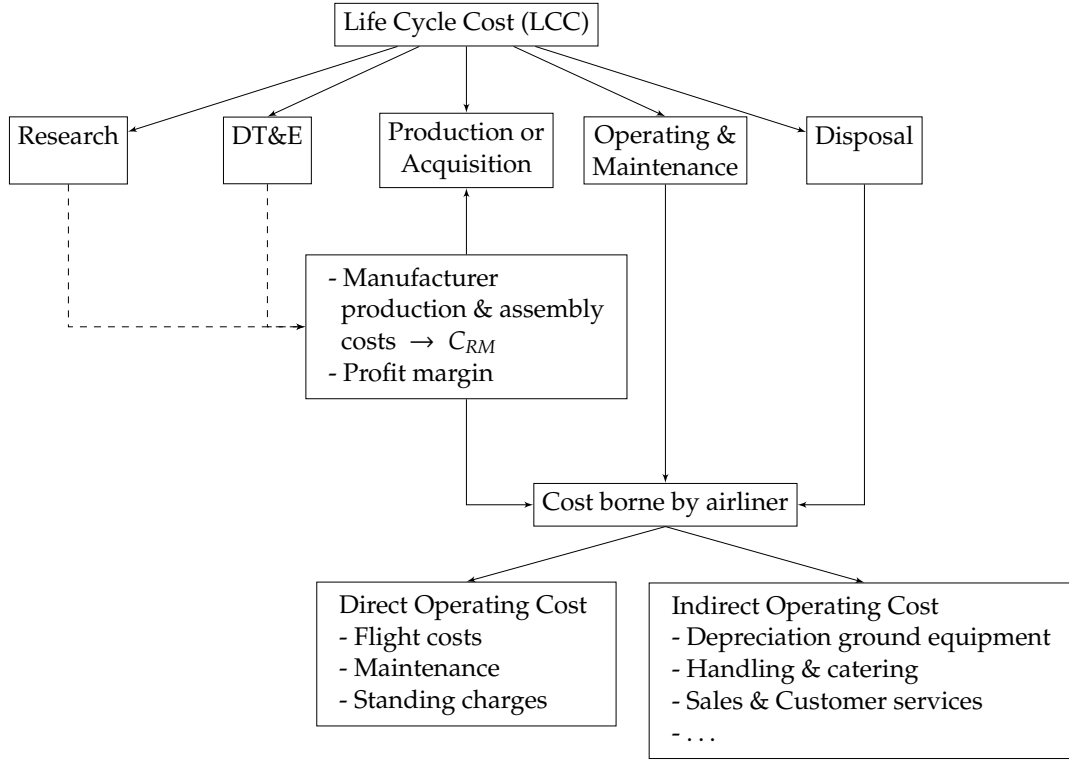 Life Cycle Cost (LCC)
Research
DT&E
Production or
Acquisition
Operating &
Maintenance
Disposal
- Manufacturer
production & assembly
costs → C_RM
- Profit margin
Cost borne by airliner
Direct Operating Cost
- Flight costs
- Maintenance
- Standing charges
Indirect Operating Cost
- Depreciation ground equipment
- Handling & catering
- Sales & Customer services
- . . .